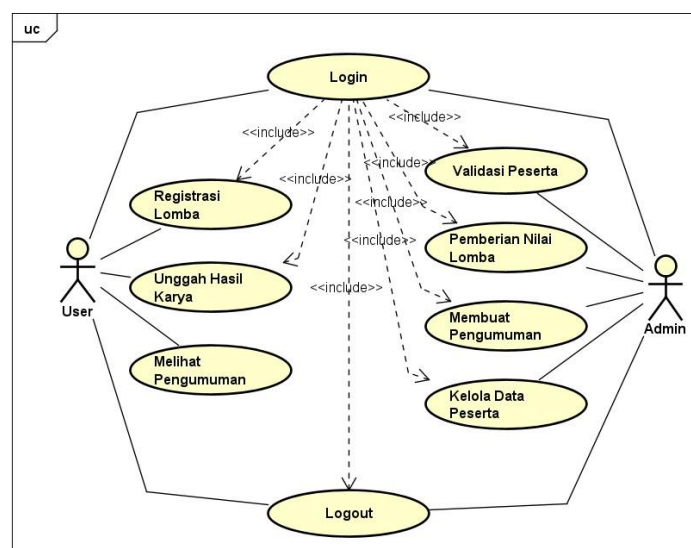 uc
Login
<<include>>
<<include>>
<<include>>
<<include>>
Validasi Peserta
Registrasi
Lomba
Pemberian Nilai
Lomba
<<include>>
Unggah Hasil
Karya
<<include>>
User
Membuat
Pengumuman
Admin
Melihat
Pengumuman
<<include>>
Kelola Data
Peserta
Logout